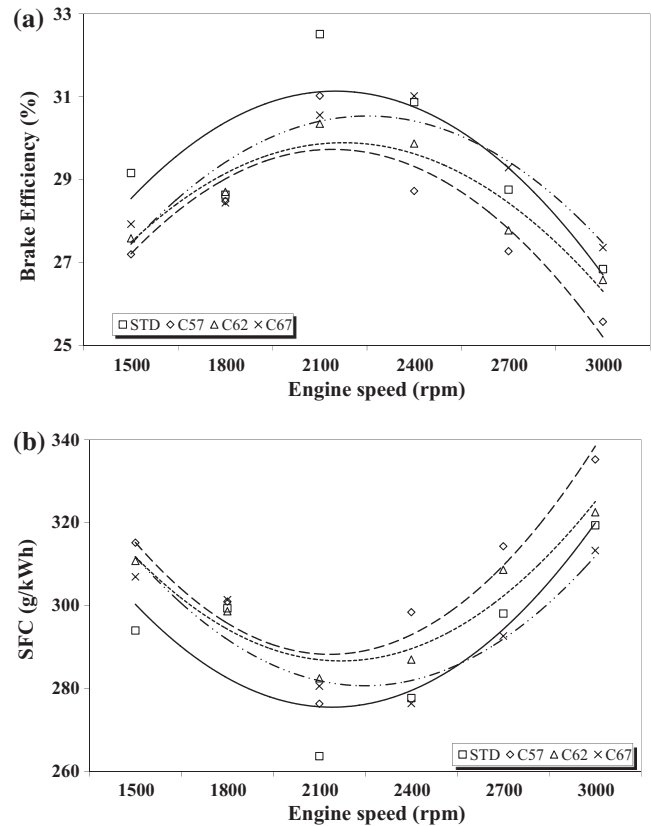 (a)
33
31
29
27
25
Brake Efficiency (%)
STD C57 C62 C67
1500 1800 2100 2400 2700 3000
Engine speed (rpm)
(b)
340
320
300
280
260
SFC (g/kWh)
STD C57 C62 C67
1500 1800 2100 2400 2700 3000
Engine speed (rpm)